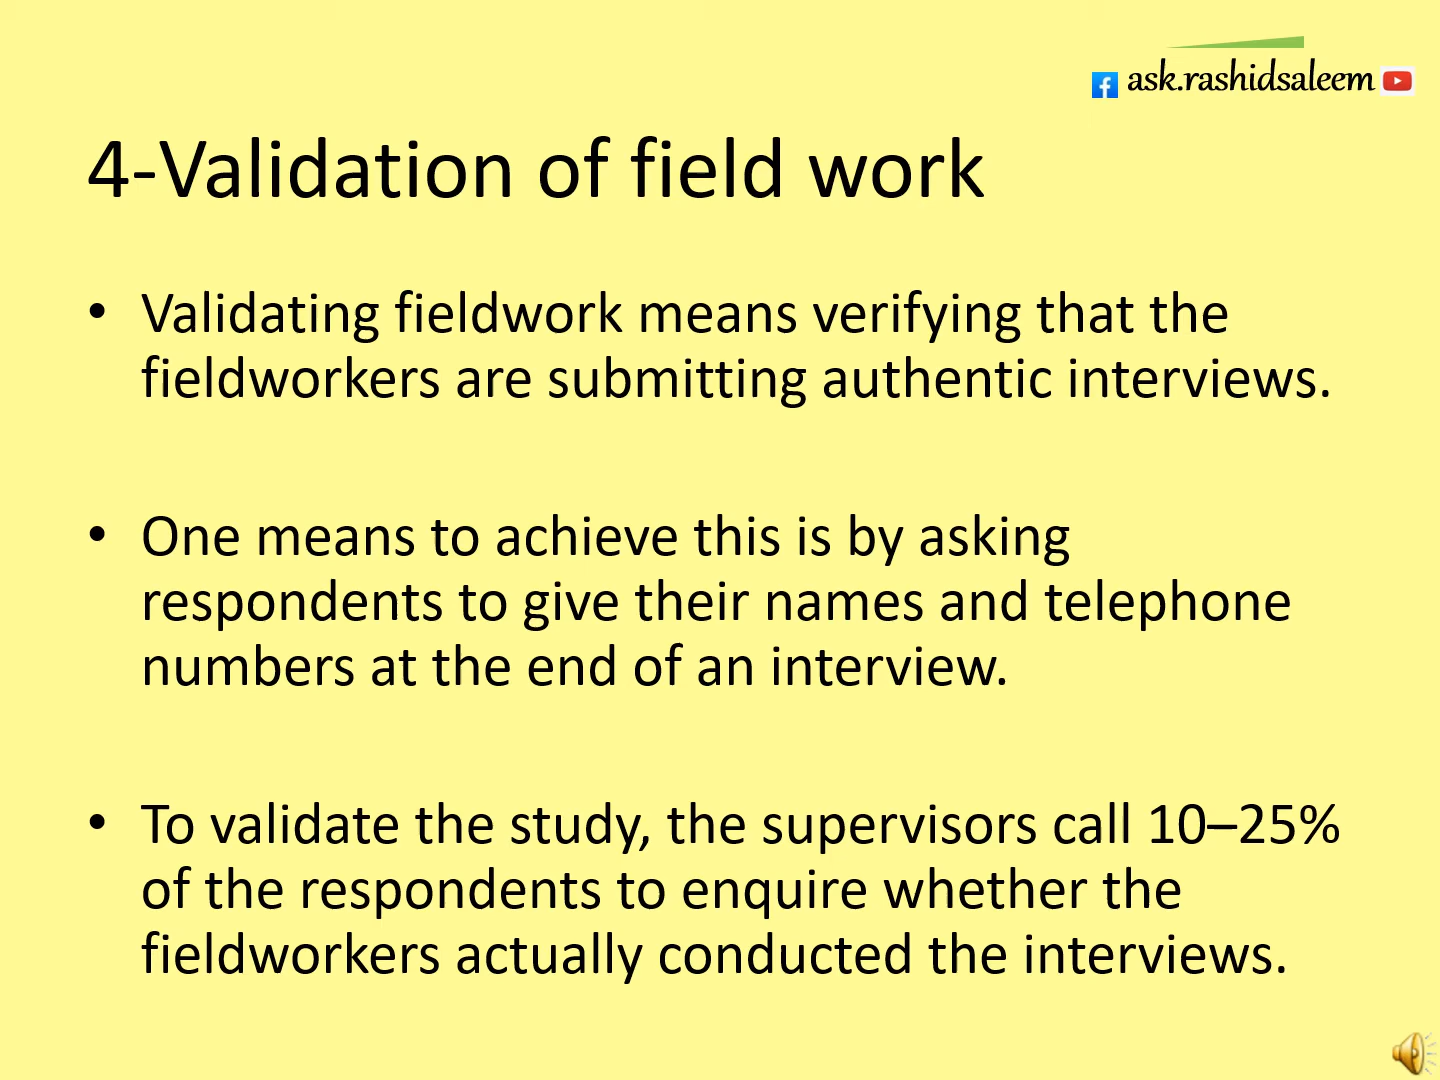 ask.rashidsaleem
4-Validation of field work
• Validating fieldwork means verifying that the
fieldworkers are submitting authentic interviews.
• One means to achieve this is by asking
respondents to give their names and telephone
numbers at the end of an interview.
• To validate the study, the supervisors call 10–25%
of the respondents to enquire whether the
fieldworkers actually conducted the interviews.